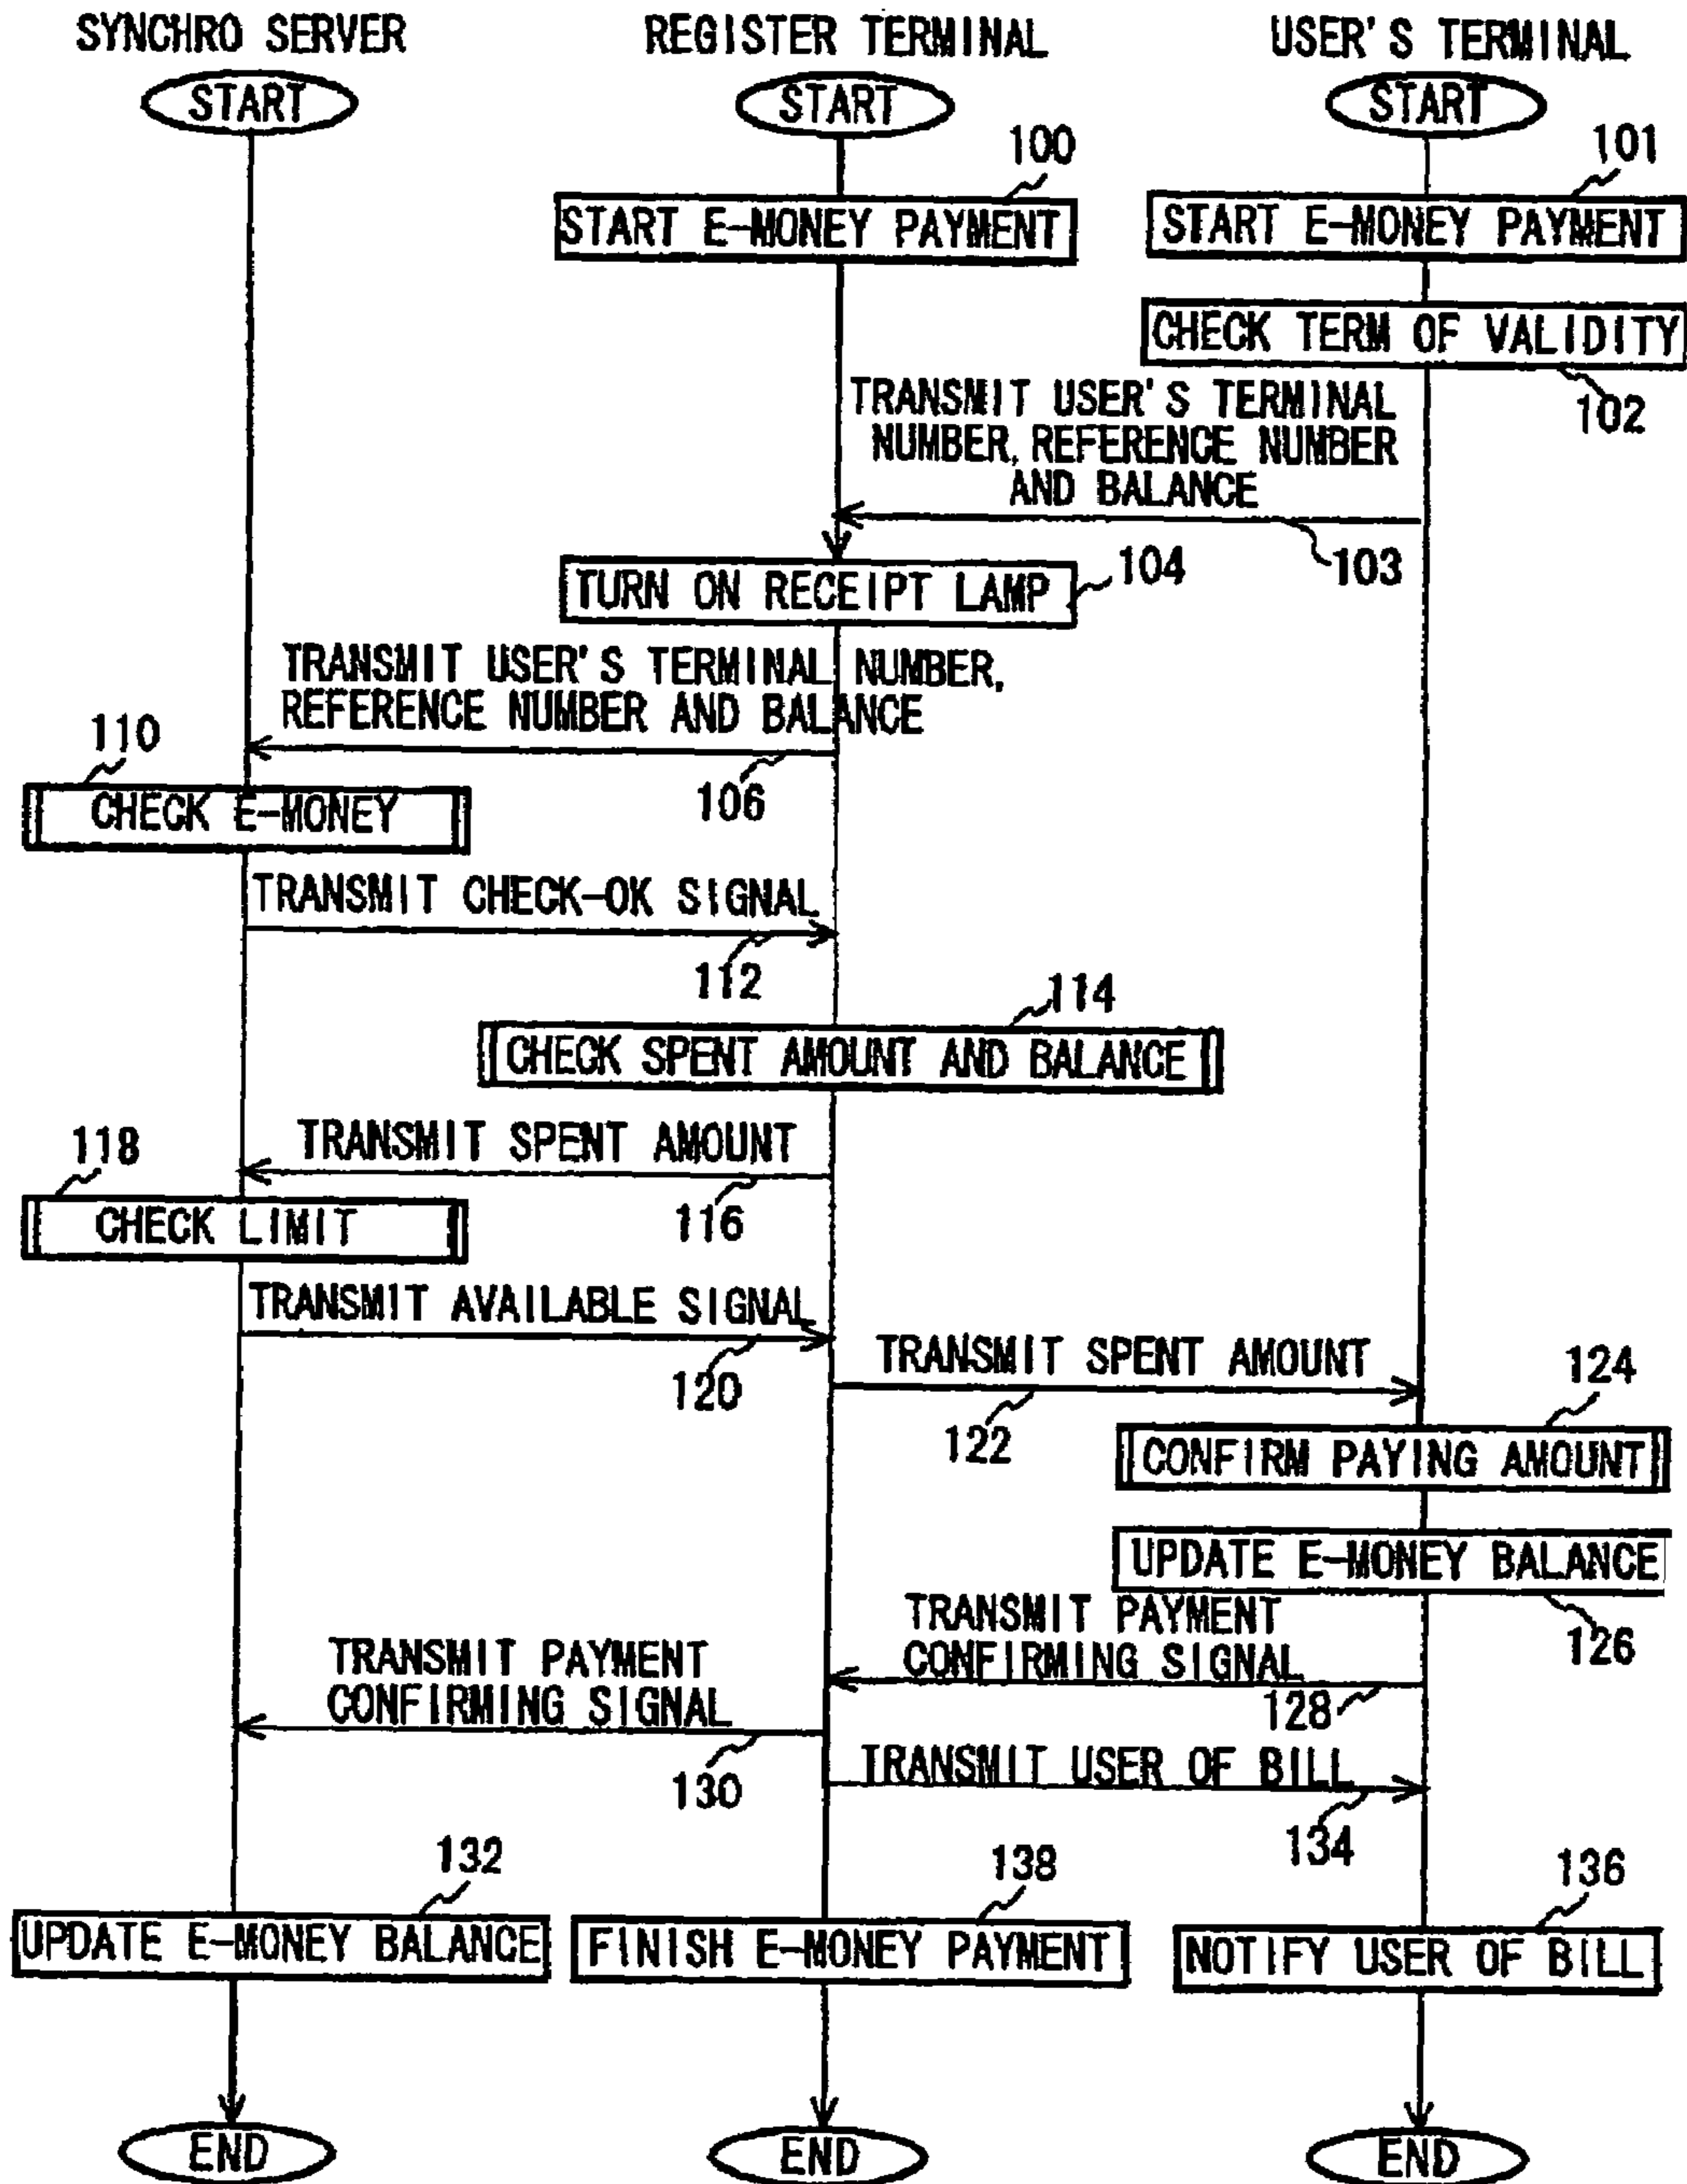 SYNCHRO SERVER
REGISTER TERMINAL
USER'S TERMINAL
START
START
START
100
101
START E-MONEY PAYMENT
START E-MONEY PAYMENT
CHECK TERM OF VALIDITY
102
TRANSMIT USER'S TERMINAL
NUMBER, REFERENCE NUMBER
AND BALANCE
103
TURN ON RECEIPT LAMP
104
TRANSMIT USER'S TERMINAL NUMBER,
REFERENCE NUMBER AND BALANCE
106
110
CHECK E-MONEY
TRANSMIT CHECK-OK SIGNAL
112
114
CHECK SPENT AMOUNT AND BALANCE
TRANSMIT SPENT AMOUNT
116
118
CHECK LIMIT
TRANSMIT AVAILABLE SIGNAL
120
TRANSMIT SPENT AMOUNT
122
124
CONFIRM PAYING AMOUNT
UPDATE E-MONEY BALANCE
126
TRANSMIT PAYMENT
CONFIRMING SIGNAL
128
TRANSMIT PAYMENT
CONFIRMING SIGNAL
130
TRANSMIT USER OF BILL
134
132
138
136
UPDATE E-MONEY BALANCE
FINISH E-MONEY PAYMENT
NOTIFY USER OF BILL
END
END
END